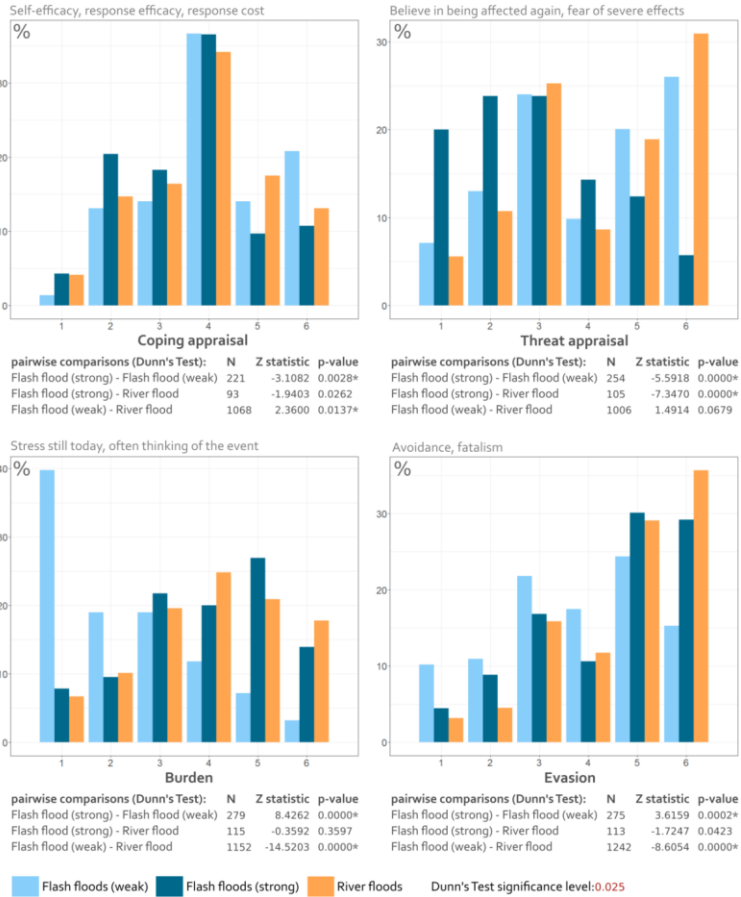 Self-efficacy, response efficacy, response cost
%
20
0
1 2 3 4 5 6
Coping appraisal
pairwise comparisons (Dunn's Test): N Z statistic p-value
Flash flood (strong) - Flash flood (weak) 221 -3.1082 0.0028*
Flash flood (strong) - River flood 93 -1.9403 0.0262
Flash flood (weak) - River flood 1068 2.3600 0.0137*
Believe in being affected again, fear of severe effects
%
30
20
10
0
1 2 3 4 5 6
Threat appraisal
pairwise comparisons (Dunn's Test): N Z statistic p-value
Flash flood (strong) - Flash flood (weak) 254 -5.5918 0.0000*
Flash flood (strong) - River flood 105 -7.3470 0.0000*
Flash flood (weak) - River flood 1006 1.4914 0.0679
Stress still today, often thinking of the event
%
20
0
1 2 3 4 5 6
Burden
pairwise comparisons (Dunn's Test): N Z statistic p-value
Flash flood (strong) - Flash flood (weak) 279 8.4262 0.0000*
Flash flood (strong) - River flood 115 -0.3592 0.3597
Flash flood (weak) - River flood 1152 -14.5203 0.0000*
Avoidance, fatalism
%
30
20
10
0
1 2 3 4 5 6
Evasion
pairwise comparisons (Dunn's Test): N Z statistic p-value
Flash flood (strong) - Flash flood (weak) 275 3.6159 0.0002*
Flash flood (strong) - River flood 113 -1.7247 0.0423
Flash flood (weak) - River flood 1242 -8.6054 0.0000*
Flash floods (weak) Flash floods (strong) River floods Dunn's Test significance level:0.025